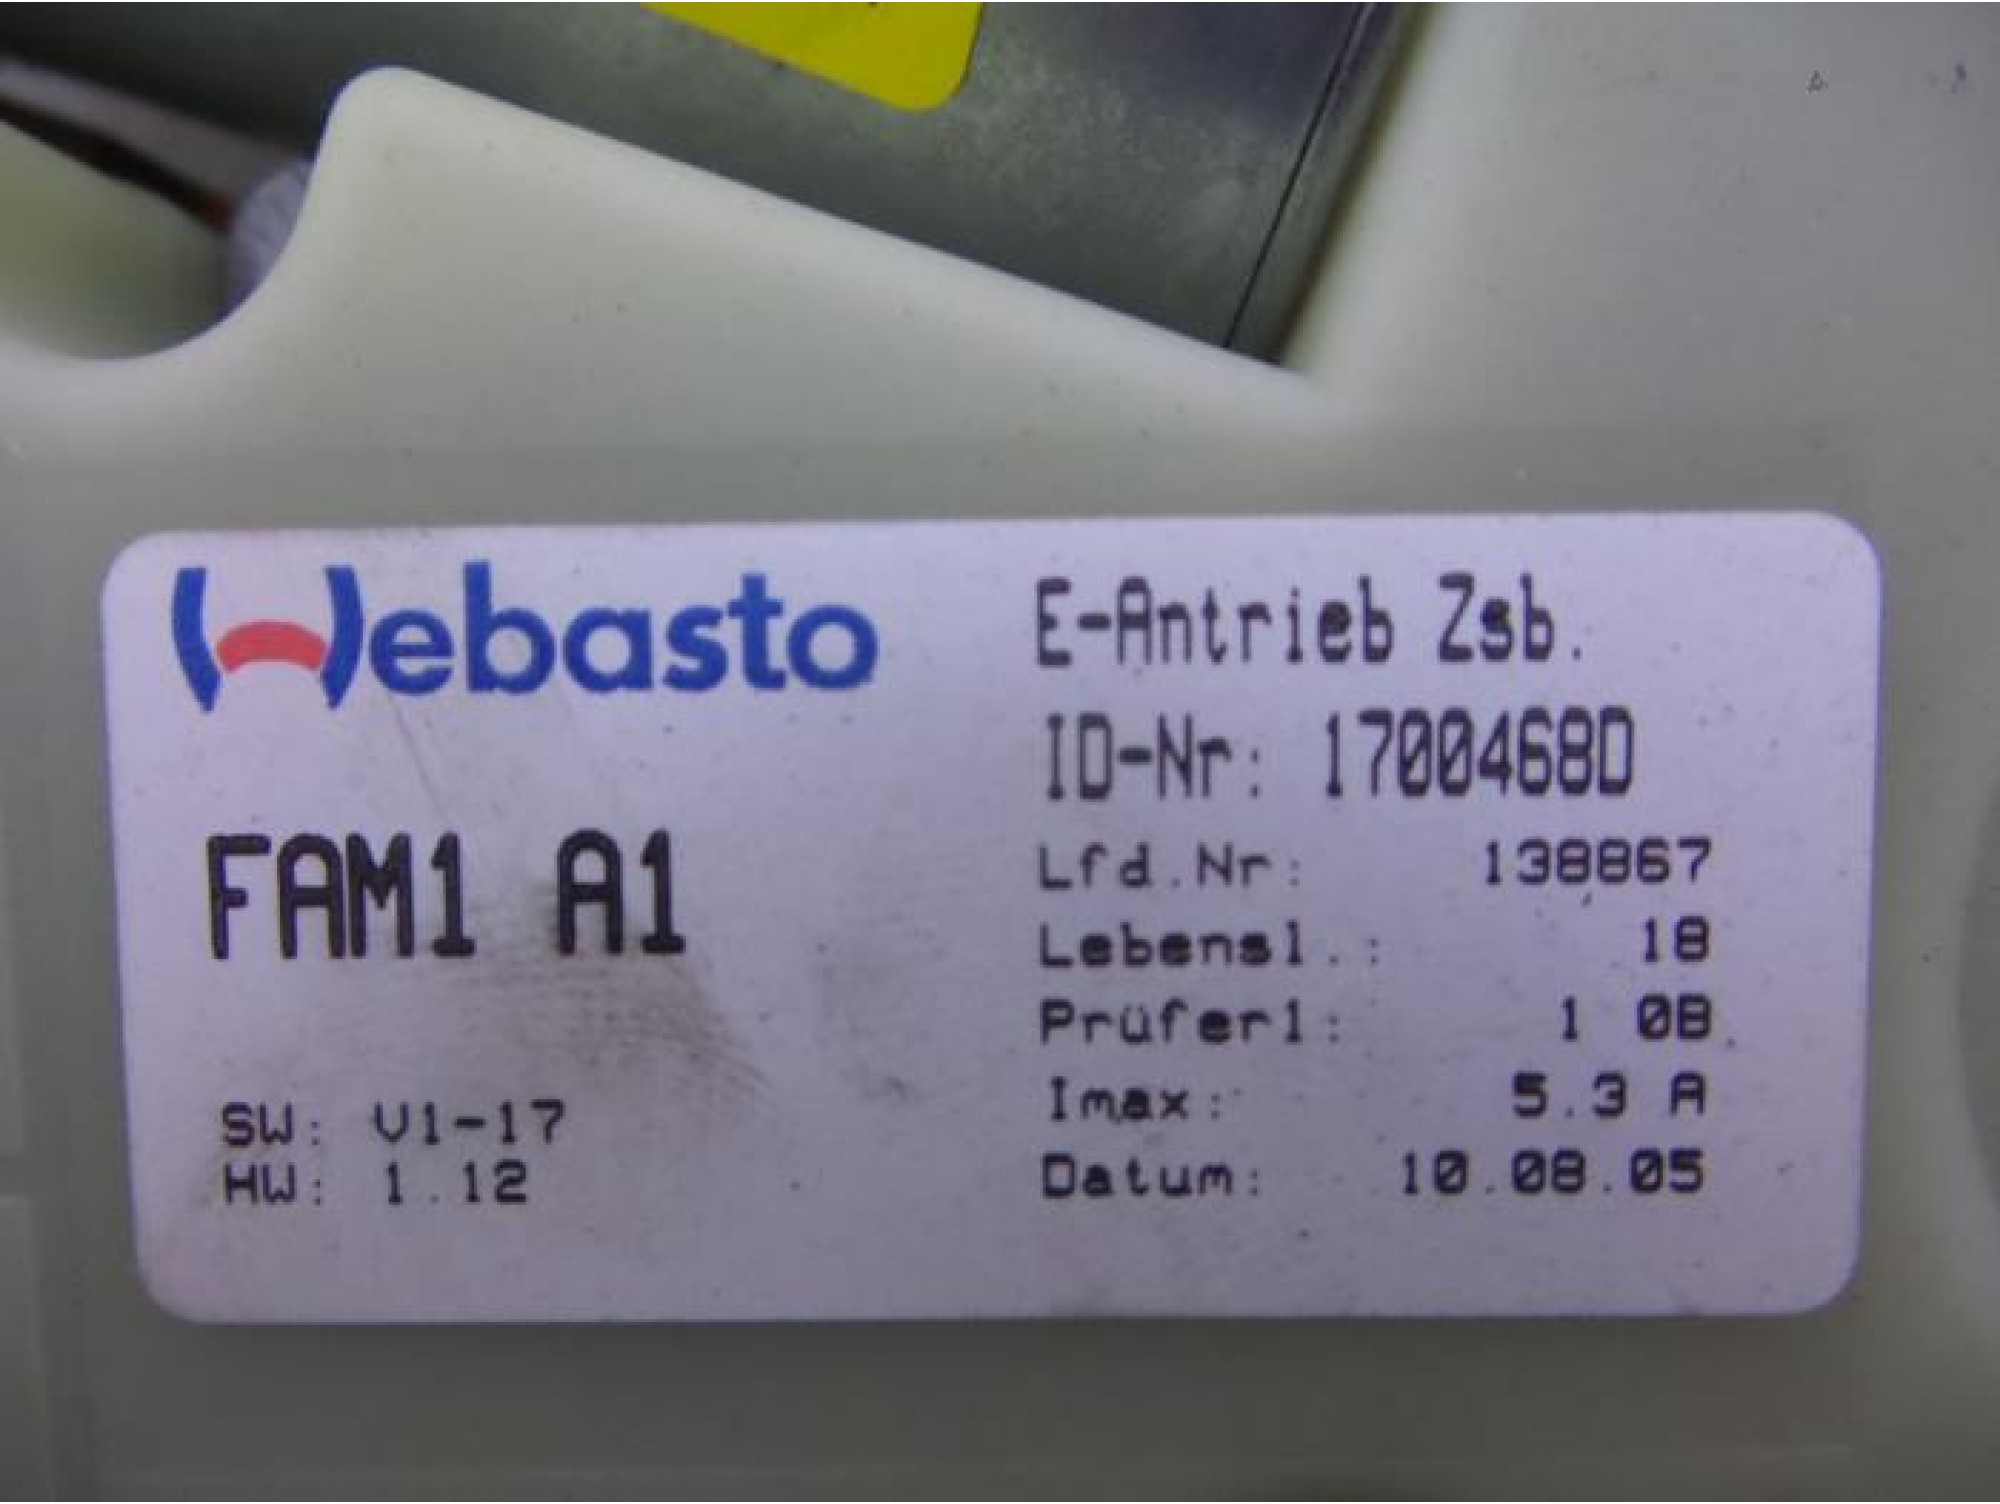 Webasto
FAM1 A1
SW: V1-17
HW: 1.12
E-Antrieb Zsb.
ID-Nr: 1700468D
Lfd.Nr: 138867
Lebensl.: 18
Prüferl: 1 0B
Imax: 5.3 A
Datum: 10.08.05